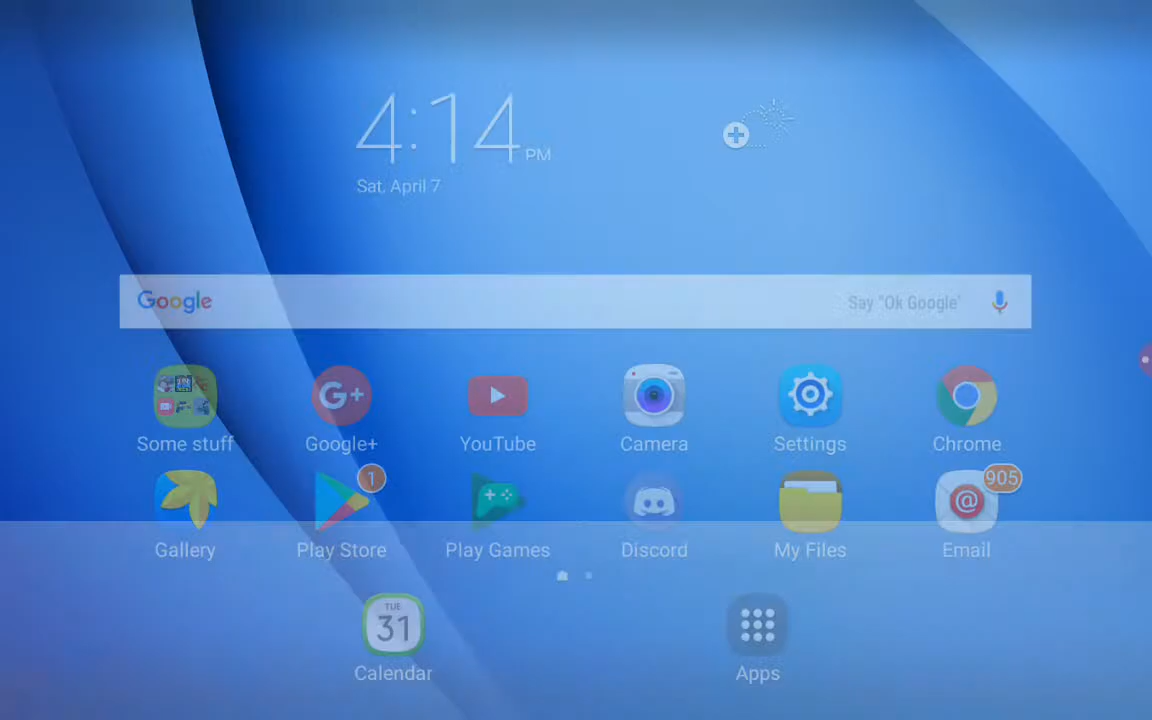 4:14 PM
Sat, April 7
Google Say "Ok Google"
Some stuff Google+ YouTube Camera Settings Chrome
1 905
Gallery Play Store Play Games Discord My Files Email
TUE
31
Calendar Apps